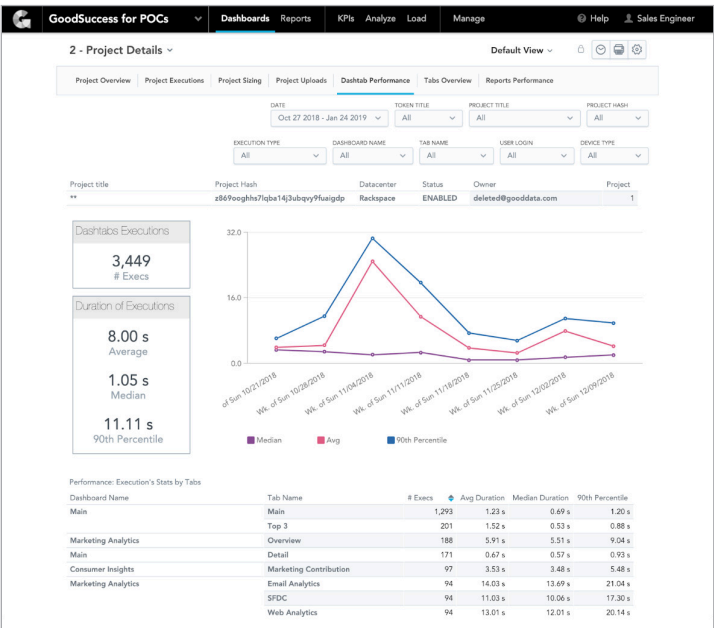 GoodSuccess for POCs Dashboards Reports KPIs Analyze Load Manage Help Sales Engineer
2 - Project Details Default View
Project Overview Project Executions Project Sizing Project Uploads Dashtab Performance Tabs Overview Reports Performance
DATE TOKEN TITLE PROJECT TITLE PROJECT HASH
Oct 27 2018 - Jan 24 2019 All All All
EXECUTION TYPE DASHBOARD NAME TAB NAME USER LOGIN DEVICE TYPE
All All All All All
Project title Project Hash Datacenter Status Owner Project
** z869ooghhs7lqba14j3ubqvy9fuaigdp Rackspace ENABLED deleted@gooddata.com 1
Dashtabs Executions
3,449
# Execs
Duration of Executions
8.00 s
Average
1.05 s
Median
11.11 s
90th Percentile
32.0
16.0
0.0
of Sun 10/21/2018 Wk. of Sun 10/28/2018 Wk. of Sun 11/04/2018 Wk. of Sun 11/11/2018 Wk. of Sun 11/18/2018 Wk. of Sun 11/25/2018 Wk. of Sun 12/02/2018 Wk. of Sun 12/09/2018
Median Avg 90th Percentile
Performance: Execution's Stats by Tabs
Dashboard Name Tab Name # Execs Avg Duration Median Duration 90th Percentile
Main Main 1,293 1.23 s 0.69 s 1.20 s
Top 3 201 1.52 s 0.53 s 0.88 s
Marketing Analytics Overview 188 5.91 s 5.51 s 9.04 s
Main Detail 171 0.67 s 0.57 s 0.93 s
Consumer Insights Marketing Contribution 97 3.53 s 3.48 s 5.48 s
Marketing Analytics Email Analytics 94 14.03 s 13.69 s 21.04 s
SFDC 94 11.03 s 10.06 s 17.30 s
Web Analytics 94 13.01 s 12.01 s 20.14 s